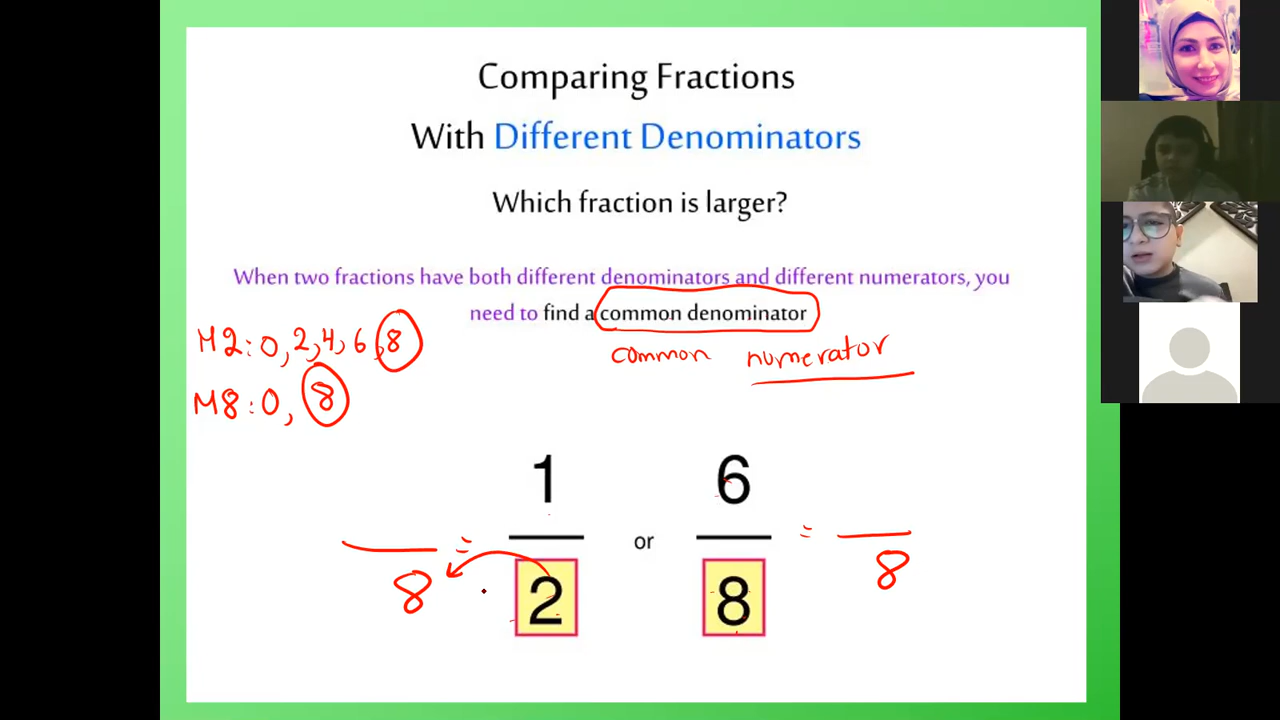 Comparing Fractions
With Different Denominators
Which fraction is larger?
When two fractions have both different denominators and different numerators, you
need to find a common denominator
common numerator
M2: 0, 2, 4, 6, 8
M8: 0, 8
1 6
= or =
8 2 8 8